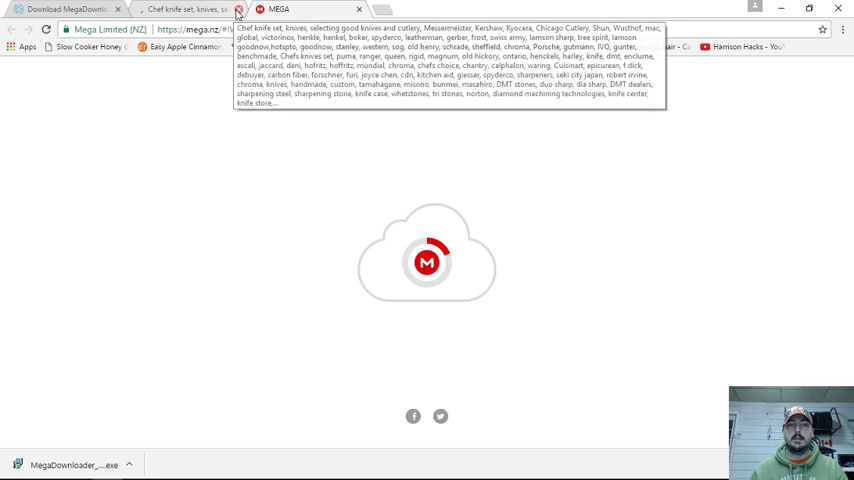 Download MegaDownlo
Chef knife set, knives, se
MEGA
Mega Limited [NZ]
https://mega.nz/#!
Apps
Slow Cooker Honey G
Easy Apple Cinnamon
Harrison Hacks - YouT
Chef knife set, knives, selecting good knives and cutlery, Messermeister, Kershaw, Kyocera, Chicago Cutlery, Shun, Wusthof, mac,
global, victorinox, henkle, henkel, boker, spyderco, leatherman, gerber, frost, swiss army, lamson sharp, tree spirit, lamson
goodnow,hotspto, goodnow, stanley, western, sog, old henry, schrade, sheffield, chroma, Porsche, gutmann, IVO, gunter,
benchmade, Chefs knives set, puma, ranger, queen, rigid, magnum, old hickory, ontario, henckels, harley, knife, dmt, enclume,
escali, jaccard, deni, hofritz, hoffritz, mundial, chroma, chefs choice, chantry, calphalon, waring, Cuisinart, epicurean, f dick,
debuyer, carbon fiber, forschner, furi, joyce chen, cdn, kitchen aid, giesser, spyderco, sharpeners, seki city japan, robert irvine,
chroma, knives, handmade, custom, tamahagane, misono, bunmei, masahiro, DMT stones, duo sharp, dia sharp, DMT dealers,
sharpening steel, sharpening stone, knife case, whetstones, tri stones, norton, diamond machining technologies, knife center,
knife store,...
M
MegaDownloader_....exe